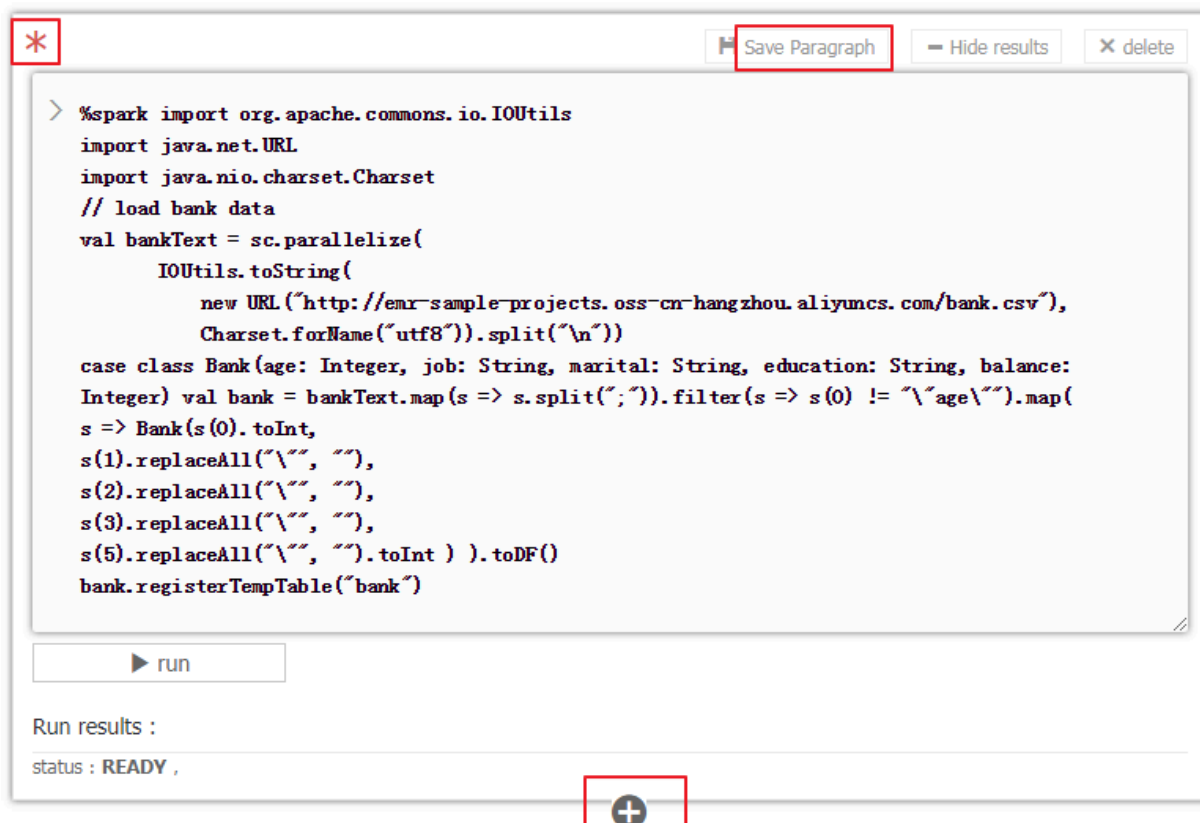 * Save Paragraph − Hide results × delete
> %spark import org.apache.commons.io.IOUtils
import java.net.URL
import java.nio.charset.Charset
// load bank data
val bankText = sc.parallelize(
IOUtils.toString(
new URL("http://emr-sample-projects.oss-cn-hangzhou.aliyuncs.com/bank.csv"),
Charset.forName("utf8")).split("\n"))
case class Bank(age: Integer, job: String, marital: String, education: String, balance:
Integer) val bank = bankText.map(s => s.split(";")).filter(s => s(0) != "\"age\"").map(
s => Bank(s(0).toInt,
s(1).replaceAll("\"", ""),
s(2).replaceAll("\"", ""),
s(3).replaceAll("\"", ""),
s(5).replaceAll("\"", "").toInt ) ).toDF()
bank.registerTempTable("bank")
run
Run results :
status : READY ,